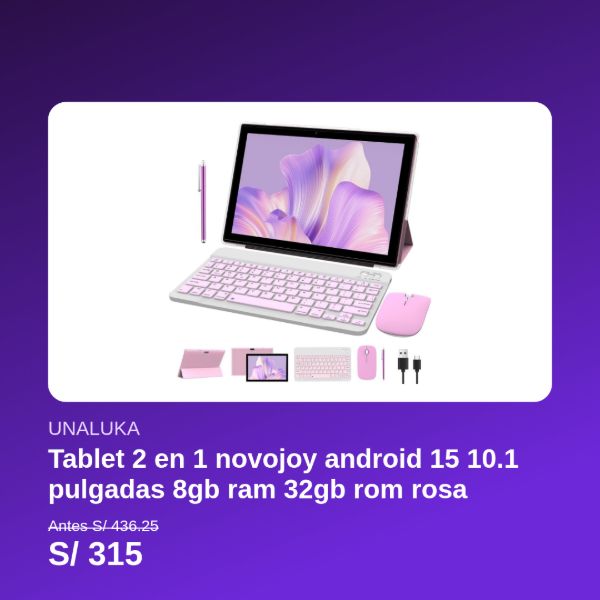 UNALUKA
Tablet 2 en 1 novojoy android 15 10.1
pulgadas 8gb ram 32gb rom rosa
Antes S/ 436.25
S/ 315